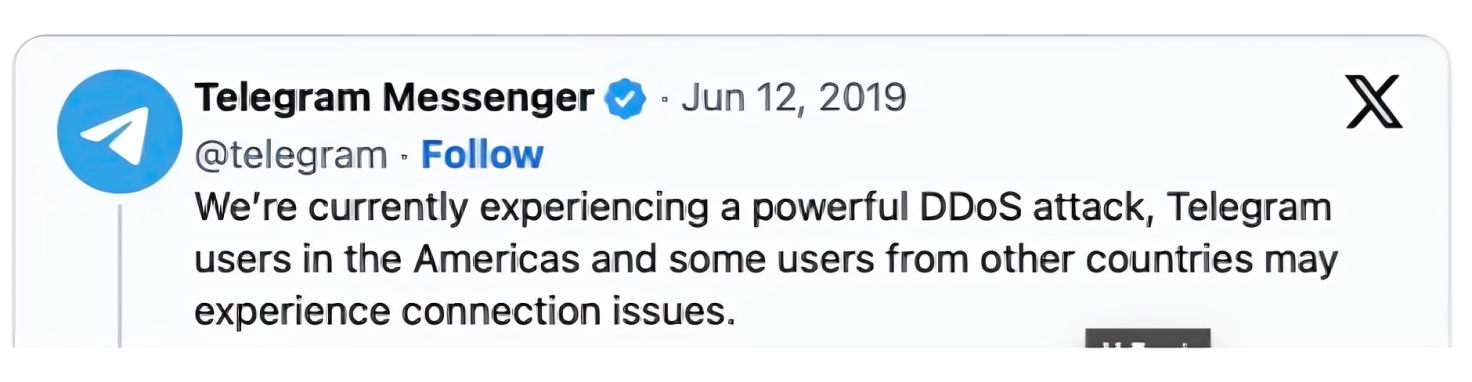 Telegram Messenger · Jun 12, 2019
@telegram · Follow
We’re currently experiencing a powerful DDoS attack, Telegram
users in the Americas and some users from other countries may
experience connection issues.